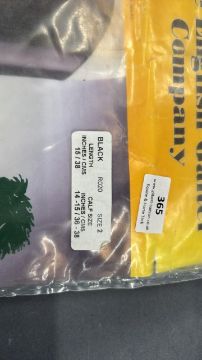 English
Company
BLACK R020 SIZE 2
LENGTH CALF SIZE
INCHES / CMS INCHES / CMS
15 / 38 14 -15 / 36 - 38
365